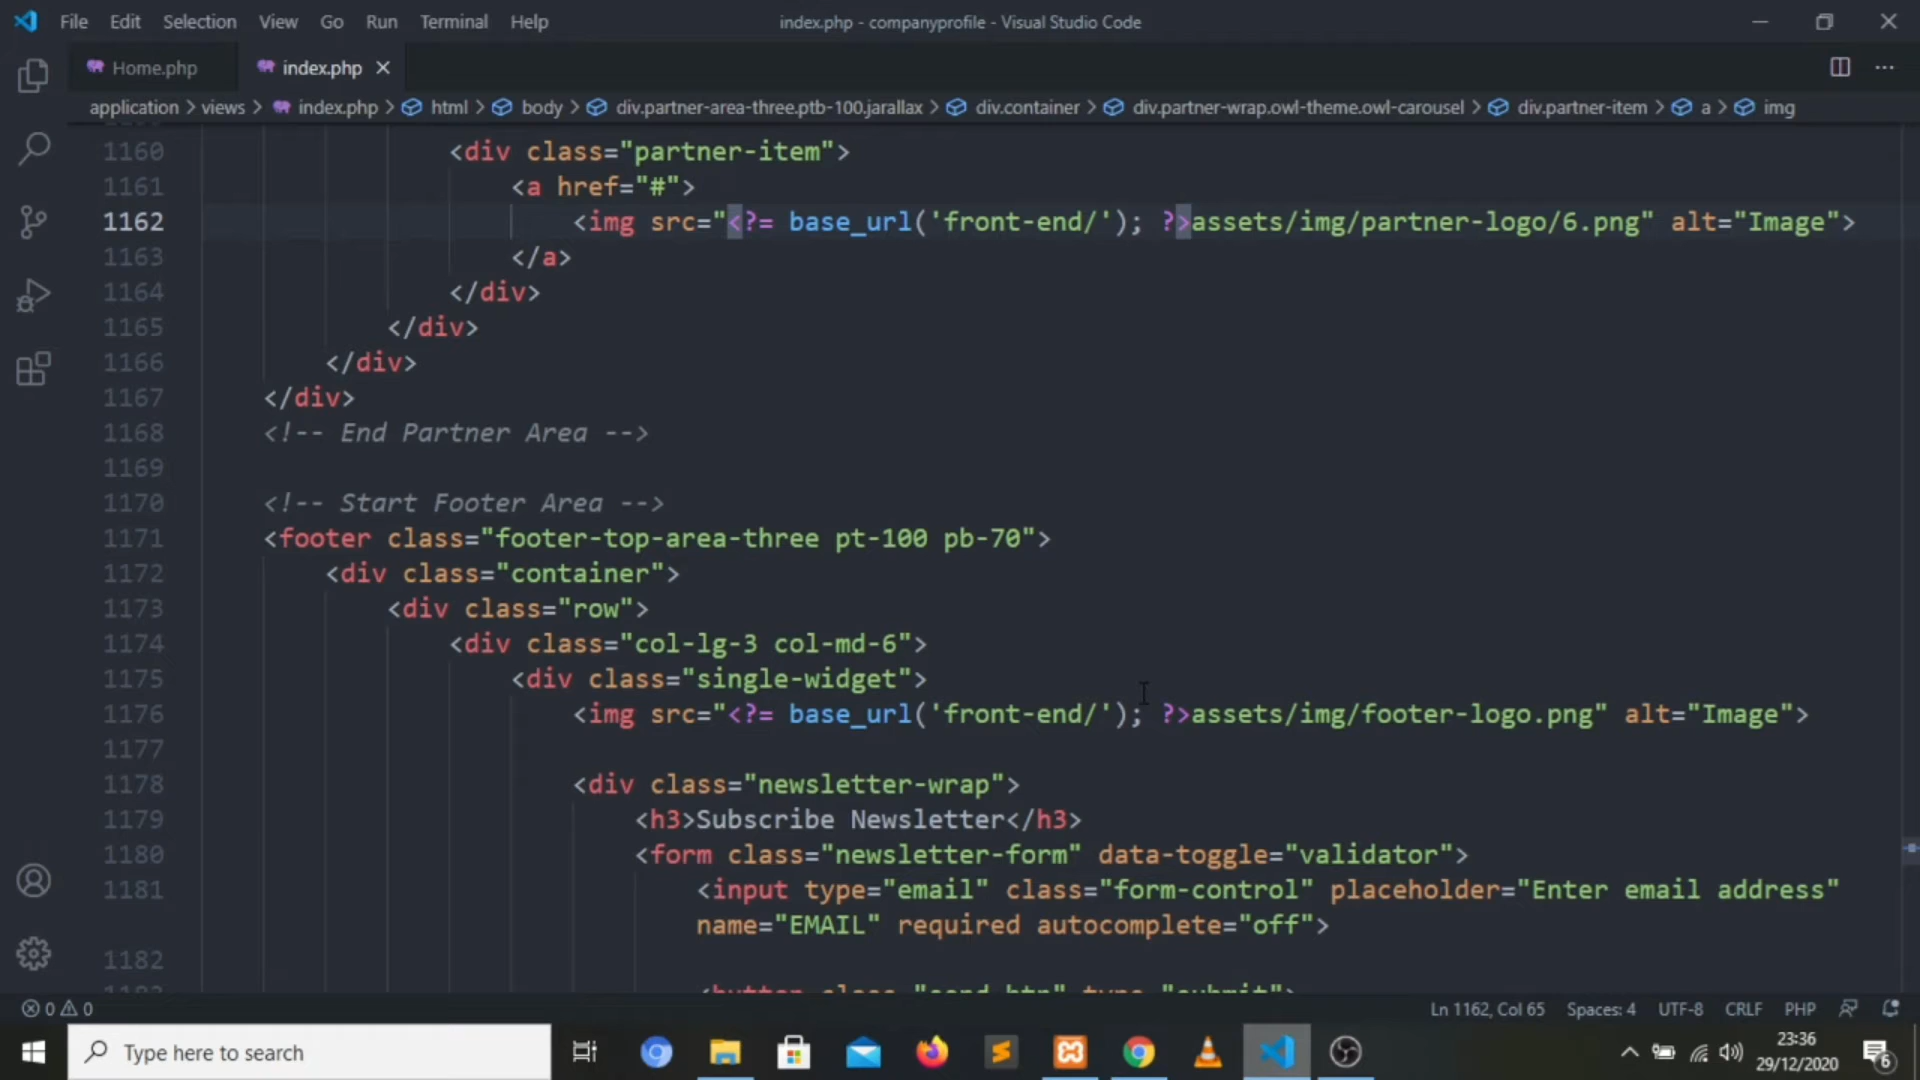 File Edit Selection View Go Run Terminal Help
index.php - companyprofile - Visual Studio Code
Home.php
index.php
application > views > index.php > html > body > div.partner-area-three.ptb-100.jarallax > div.container > div.partner-wrap.owl-theme.owl-carousel > div.partner-item > a > img
1160 <div class="partner-item">
1161 <a href="#">
1162 <img src="<?= base_url('front-end/'); ?>assets/img/partner-logo/6.png" alt="Image">
1163 </a>
1164 </div>
1165 </div>
1166 </div>
1167 </div>
1168 <!-- End Partner Area -->
1169
1170 <!-- Start Footer Area -->
1171 <footer class="footer-top-area-three pt-100 pb-70">
1172 <div class="container">
1173 <div class="row">
1174 <div class="col-lg-3 col-md-6">
1175 <div class="single-widget">
1176 <img src="<?= base_url('front-end/'); ?>assets/img/footer-logo.png" alt="Image">
1177
1178 <div class="newsletter-wrap">
1179 <h3>Subscribe Newsletter</h3>
1180 <form class="newsletter-form" data-toggle="validator">
1181 <input type="email" class="form-control" placeholder="Enter email address"
name="EMAIL" required autocomplete="off">
1182
0 0
Ln 1162, Col 65 Spaces: 4 UTF-8 CRLF PHP
Type here to search
23:36
29/12/2020
6